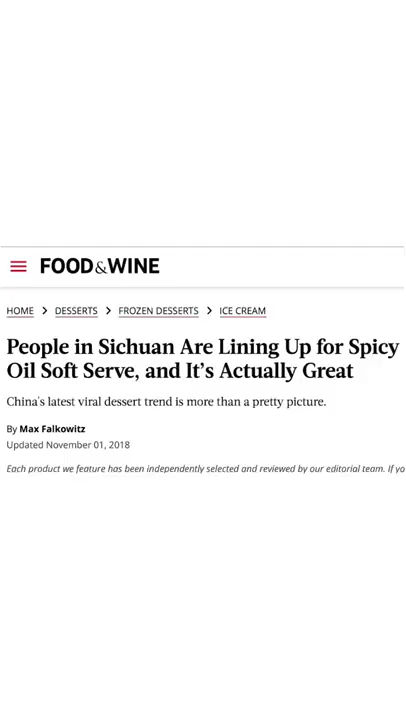 FOOD&WINE
HOME > DESSERTS > FROZEN DESSERTS > ICE CREAM
People in Sichuan Are Lining Up for Spicy
Oil Soft Serve, and It’s Actually Great
China's latest viral dessert trend is more than a pretty picture.
By Max Falkowitz
Updated November 01, 2018
Each product we feature has been independently selected and reviewed by our editorial team. If yo